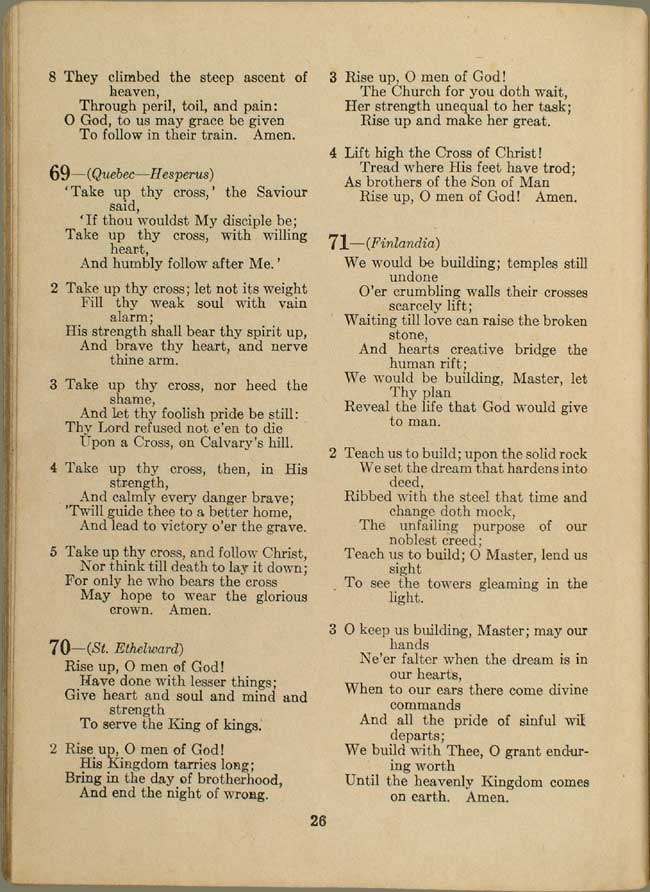 8 They climbed the steep ascent of
heaven,
Through peril, toil, and pain:
O God, to us may grace be given
To follow in their train. Amen.
69—(Quebec—Hesperus)
'Take up thy cross,' the Saviour
said,
'If thou wouldst My disciple be;
Take up thy cross, with willing
heart,
And humbly follow after Me.'
2 Take up thy cross; let not its weight
Fill thy weak soul with vain
alarm;
His strength shall bear thy spirit up,
And brave thy heart, and nerve
thine arm.
3 Take up thy cross, nor heed the
shame,
And let thy foolish pride be still:
Thy Lord refused not e'en to die
Upon a Cross, on Calvary's hill.
4 Take up thy cross, then, in His
strength,
And calmly every danger brave;
'Twill guide thee to a better home,
And lead to victory o'er the grave.
5 Take up thy cross, and follow Christ,
Nor think till death to lay it down;
For only he who bears the cross
May hope to wear the glorious
crown. Amen.
70—(St. Ethelward)
Rise up, O men of God!
Have done with lesser things;
Give heart and soul and mind and
strength
To serve the King of kings.
2 Rise up, O men of God!
His Kingdom tarries long;
Bring in the day of brotherhood,
And end the night of wrong.
3 Rise up, O men of God!
The Church for you doth wait,
Her strength unequal to her task;
Rise up and make her great.
4 Lift high the Cross of Christ!
Tread where His feet have trod;
As brothers of the Son of Man
Rise up, O men of God! Amen.
71—(Finlandia)
We would be building; temples still
undone
O'er crumbling walls their crosses
scarcely lift;
Waiting till love can raise the broken
stone,
And hearts creative bridge the
human rift;
We would be building, Master, let
Thy plan
Reveal the life that God would give
to man.
2 Teach us to build; upon the solid rock
We set the dream that hardens into
deed,
Ribbed with the steel that time and
change doth mock,
The unfailing purpose of our
noblest creed;
Teach us to build; O Master, lend us
sight
To see the towers gleaming in the
light.
3 O keep us building, Master; may our
hands
Ne'er falter when the dream is in
our hearts,
When to our ears there come divine
commands
And all the pride of sinful will
departs;
We build with Thee, O grant endur-
ing worth
Until the heavenly Kingdom comes
on earth. Amen.
26